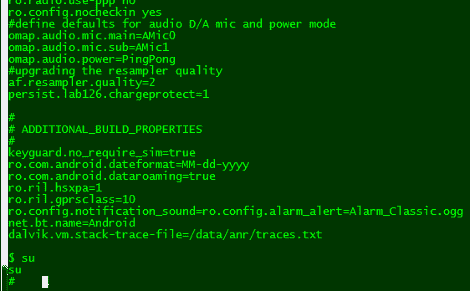 ro.radio.use-ppp no
ro.config.nocheckin yes
#define defaults for audio D/A mic and power mode
omap.audio.mic.main=AMic0
omap.audio.mic.sub=AMic1
omap.audio.power=PingPong
#upgrading the resampler quality
af.resampler.quality=2
persist.lab126.chargeprotect=1

#
# ADDITIONAL_BUILD_PROPERTIES
#
keyguard.no_require_sim=true
ro.com.android.dateformat=MM-dd-yyyy
ro.com.android.dataroaming=true
ro.ril.hsxpa=1
ro.ril.gprsclass=10
ro.config.notification_sound=ro.config.alarm_alert=Alarm_Classic.ogg
net.bt.name=Android
dalvik.vm.stack-trace-file=/data/anr/traces.txt

$ su
su
#